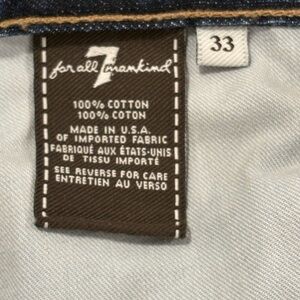 for all 7 mankind
33
100% COTTON
100% COTON
MADE IN U.S.A.
OF IMPORTED FABRIC
FABRIQUÉ AUX ÉTATS-UNIS
DE TISSU IMPORTÉ
SEE REVERSE FOR CARE
ENTRETIEN AU VERSO